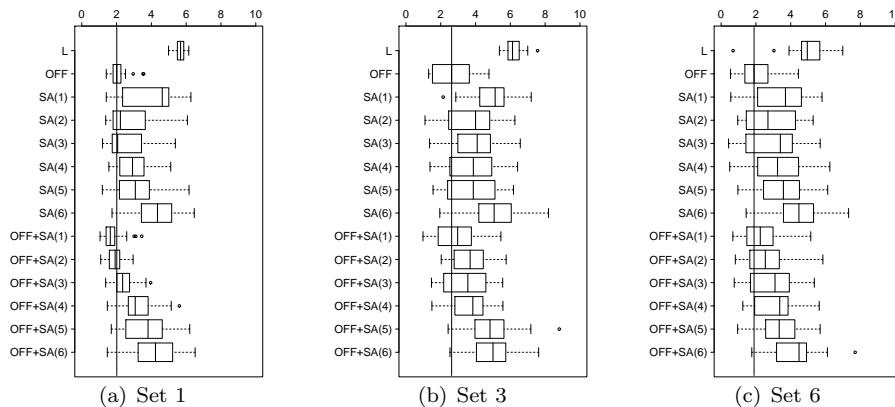 0 2 4 6 8 10
L
OFF
SA(1)
SA(2)
SA(3)
SA(4)
SA(5)
SA(6)
OFF+SA(1)
OFF+SA(2)
OFF+SA(3)
OFF+SA(4)
OFF+SA(5)
OFF+SA(6)
(a) Set 1
0 2 4 6 8 10
L
OFF
SA(1)
SA(2)
SA(3)
SA(4)
SA(5)
SA(6)
OFF+SA(1)
OFF+SA(2)
OFF+SA(3)
OFF+SA(4)
OFF+SA(5)
OFF+SA(6)
(b) Set 3
0 2 4 6 8 10
L
OFF
SA(1)
SA(2)
SA(3)
SA(4)
SA(5)
SA(6)
OFF+SA(1)
OFF+SA(2)
OFF+SA(3)
OFF+SA(4)
OFF+SA(5)
OFF+SA(6)
(c) Set 6